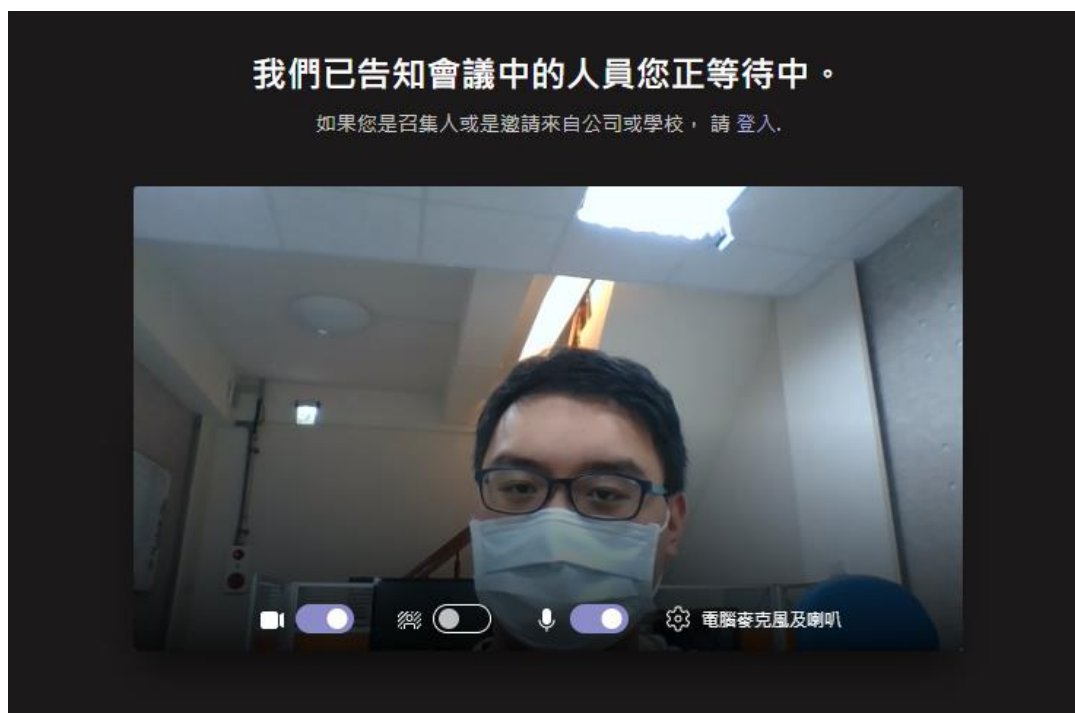 我們已告知會議中的人員您正等待中。
如果您是召集人或是邀請來自公司或學校，請 登入.
電腦麥克風及喇叭